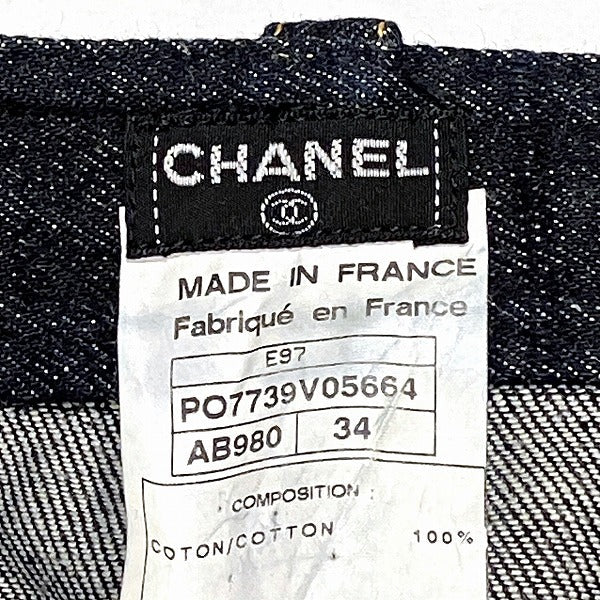 CHANEL
MADE IN FRANCE
Fabriqué en France
E97
PO7739V05664
AB980 34
COMPOSITION :
COTON/COTTON 100%